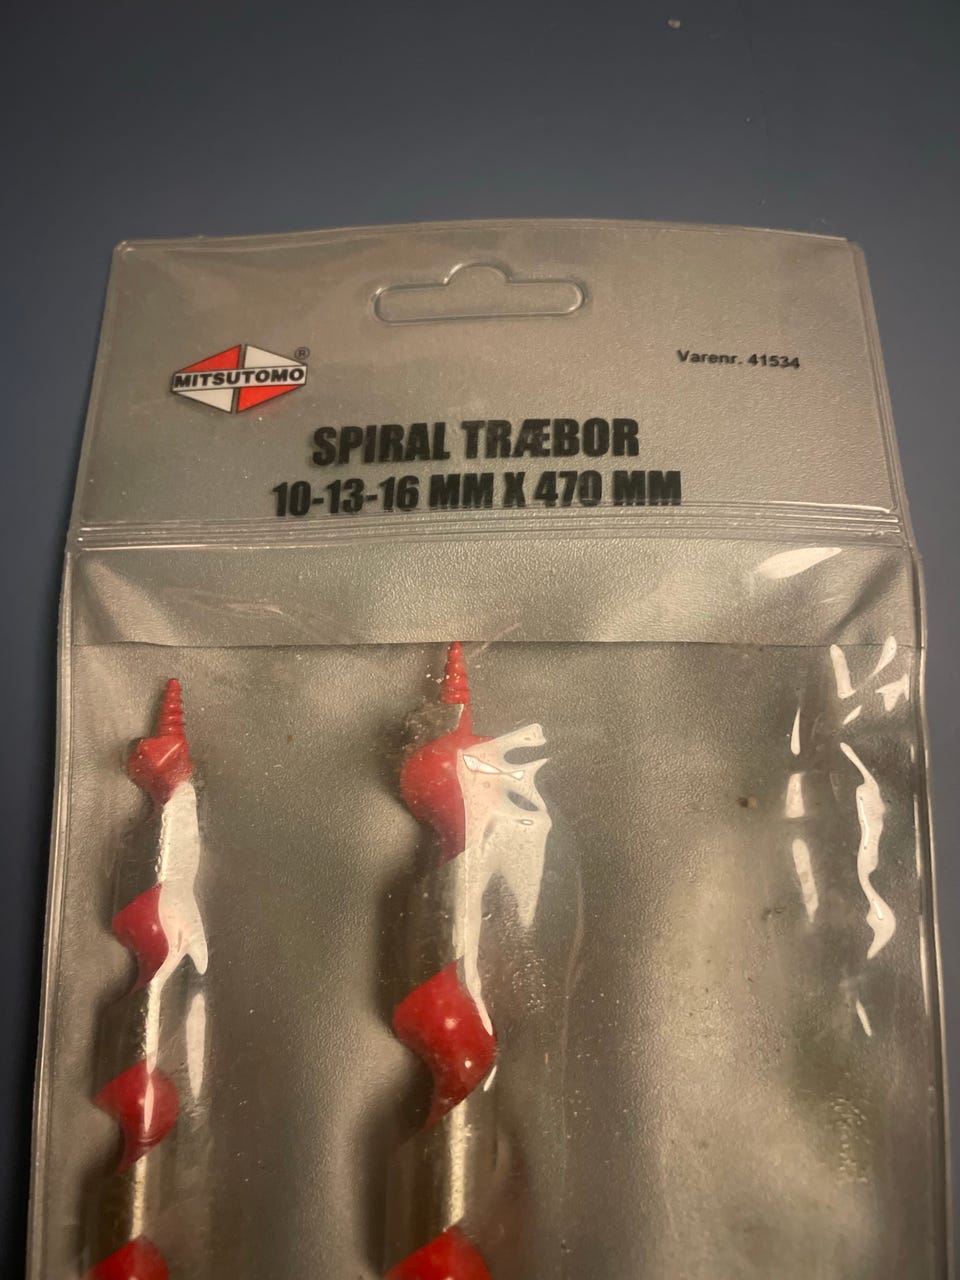 MITSUTOMO ®
Varenr. 41534
SPIRAL TRÆBOR
10-13-16 MM X 470 MM